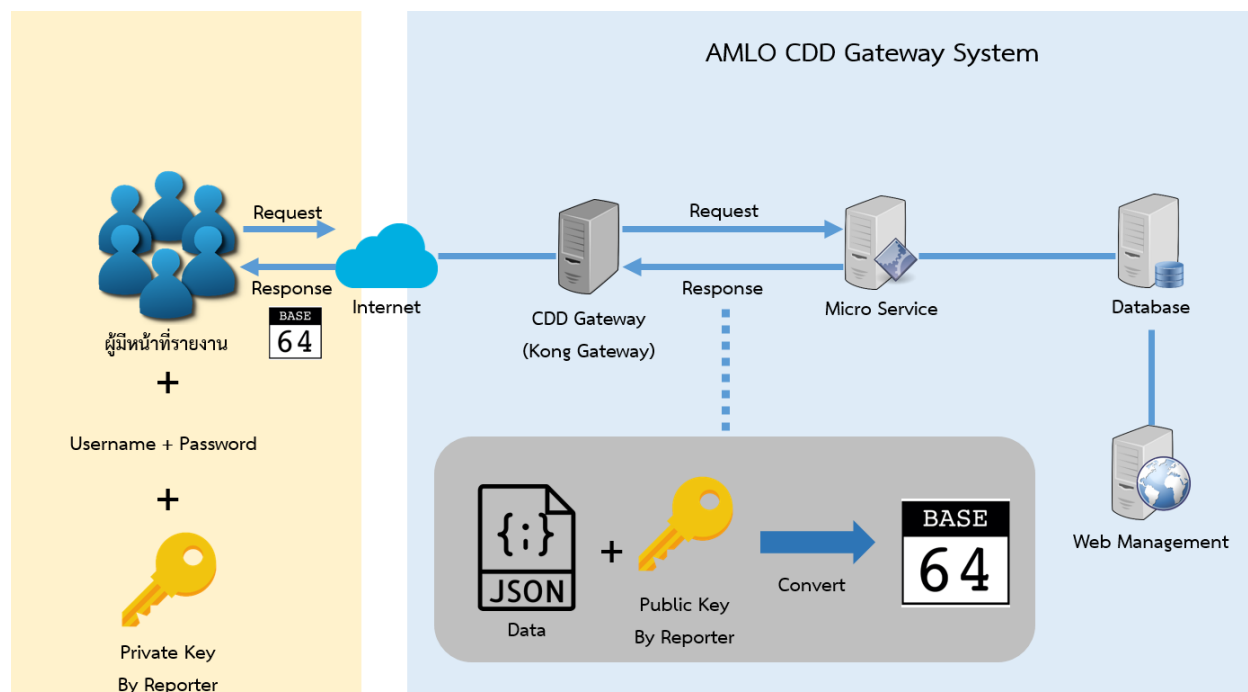 AMLO CDD Gateway System
Request
Response
BASE
64
Internet
ผู้มีหน้าที่รายงาน
+
Username + Password
+
Private Key
By Reporter
Request
Response
CDD Gateway
(Kong Gateway)
Micro Service
Database
Web Management
{;}
JSON
Data
+
Public Key
By Reporter
Convert
BASE
64